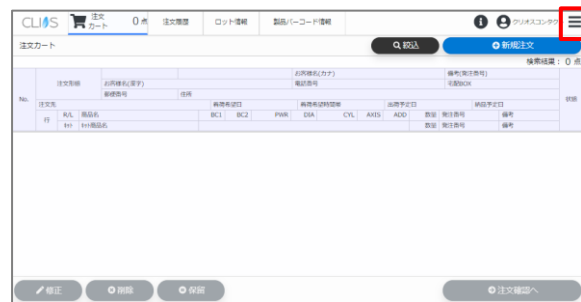 CLIOS 注文カート 0 点 注文履歴 ロット情報 製品バーコード情報 クリオスコンタク
注文カート 絞込 新規注文
検索結果: 0 点
お客様名(カナ) 備考(発注番号)
注文形態 お客様名(漢字) 電話番号 宅配BOX
郵便番号 住所
No. 状態
注文先 着荷希望日 着荷希望時間帯 出荷予定日 納品予定日
行 R/L 商品名 BC1 BC2 PWR DIA CYL AXIS ADD 数量 発注番号 備考
ｾｯﾄ ｾｯﾄ商品名 数量 発注番号 備考
修正 削除 保留 注文確認へ